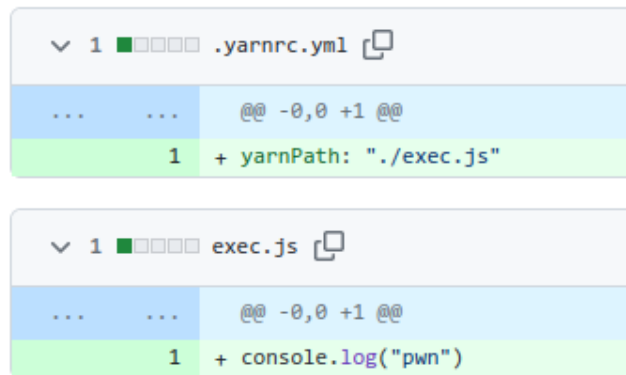 1 .yarnrc.yml
... ... @@ -0,0 +1 @@
1 + yarnPath: "./exec.js"
1 exec.js
... ... @@ -0,0 +1 @@
1 + console.log("pwn")